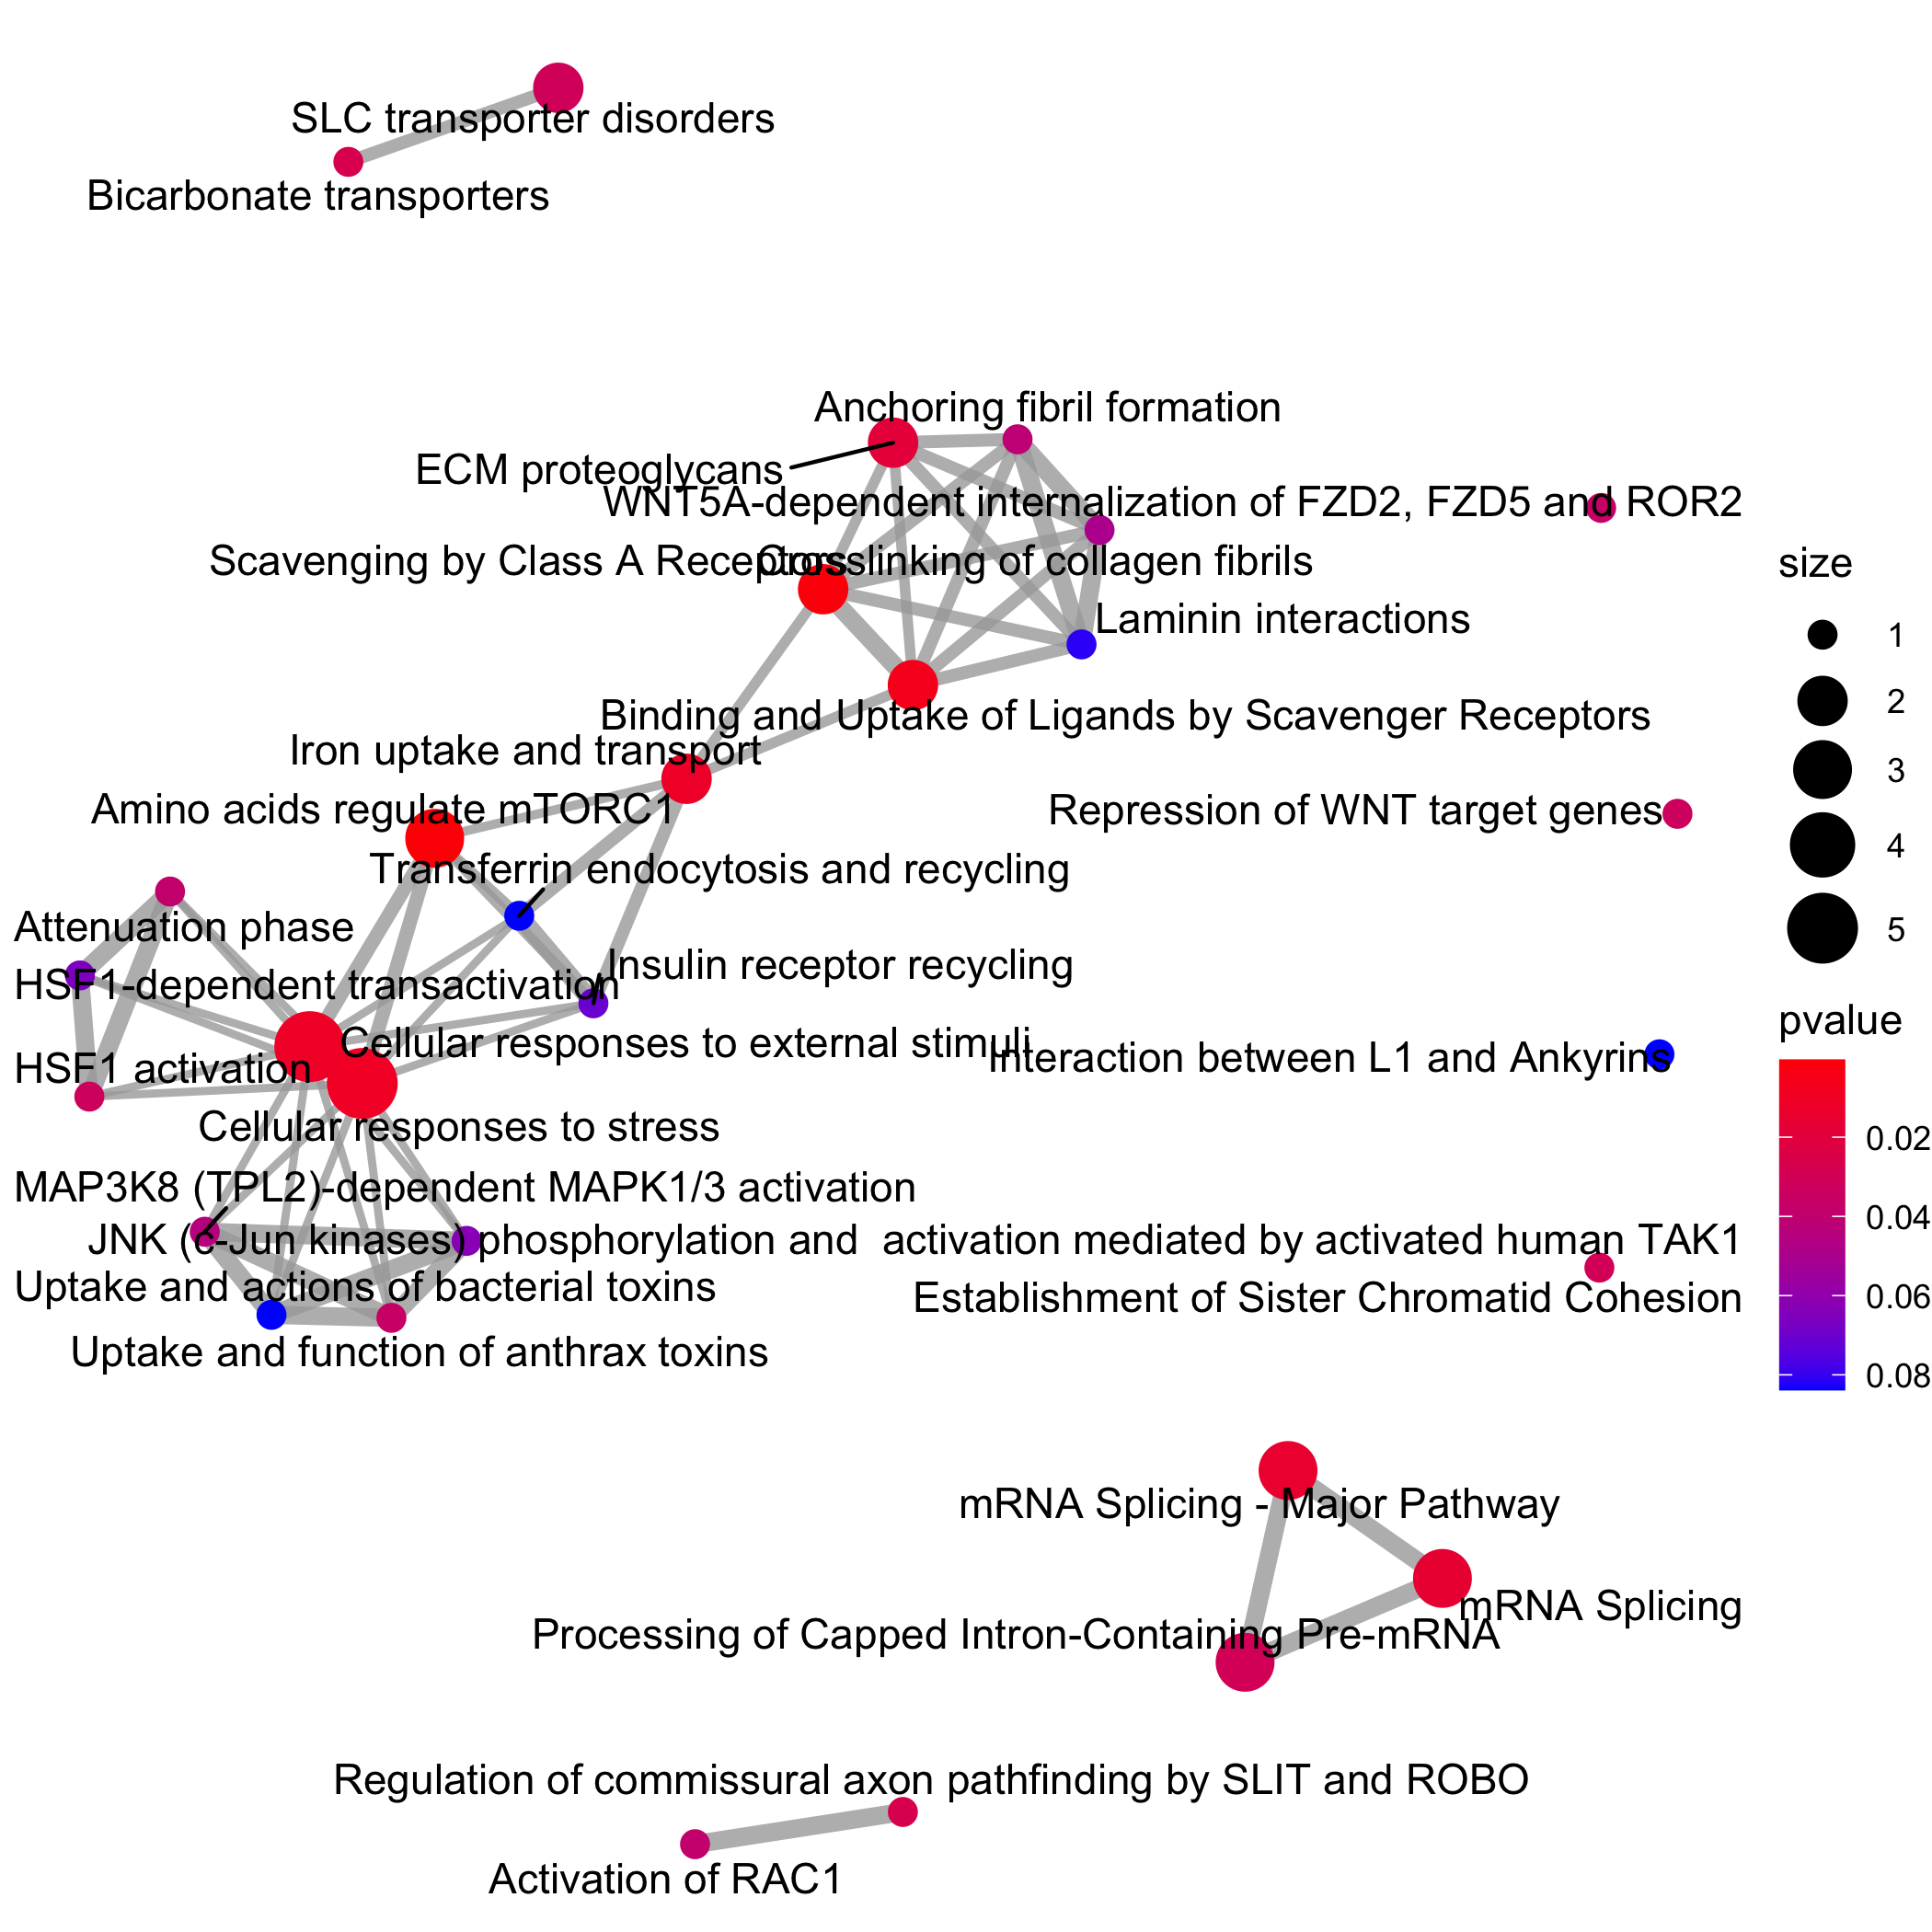 SLC transporter disorders
Bicarbonate transporters
Anchoring fibril formation
ECM proteoglycans
WNT5A-dependent internalization of FZD2, FZD5 and ROR2
Scavenging by Class A Receptors
Crosslinking of collagen fibrils
Laminin interactions
Binding and Uptake of Ligands by Scavenger Receptors
Iron uptake and transport
Amino acids regulate mTORC1
Repression of WNT target genes
Transferrin endocytosis and recycling
Attenuation phase
Insulin receptor recycling
HSF1-dependent transactivation
Cellular responses to external stimuli
Interaction between L1 and Ankyrins
HSF1 activation
Cellular responses to stress
MAP3K8 (TPL2)-dependent MAPK1/3 activation
JNK (c-Jun kinases) phosphorylation and  activation mediated by activated human TAK1
Uptake and actions of bacterial toxins
Establishment of Sister Chromatid Cohesion
Uptake and function of anthrax toxins
mRNA Splicing - Major Pathway
mRNA Splicing
Processing of Capped Intron-Containing Pre-mRNA
Regulation of commissural axon pathfinding by SLIT and ROBO
Activation of RAC1
size
1
2
3
4
5
pvalue
0.02
0.04
0.06
0.08